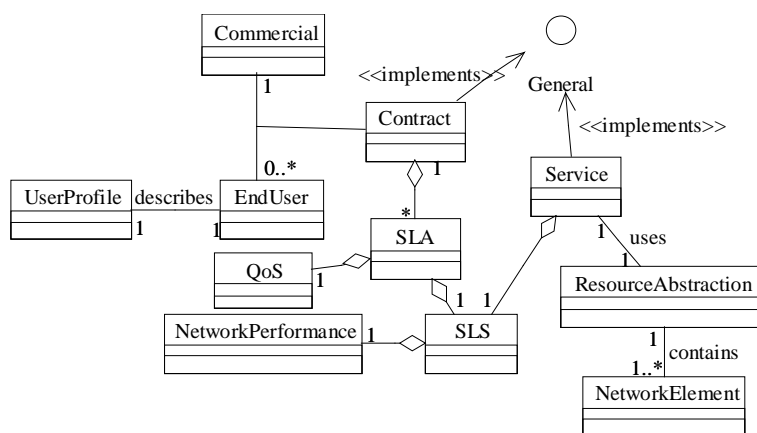 Commercial
1
<<implements>>
General
Contract
<<implements>>
1
0..*
Service
UserProfile
describes
EndUser
1
1
*
SLA
1
uses
1
QoS
1
ResourceAbstraction
1
1
NetworkPerformance
1
SLS
1
contains
1..*
NetworkElement